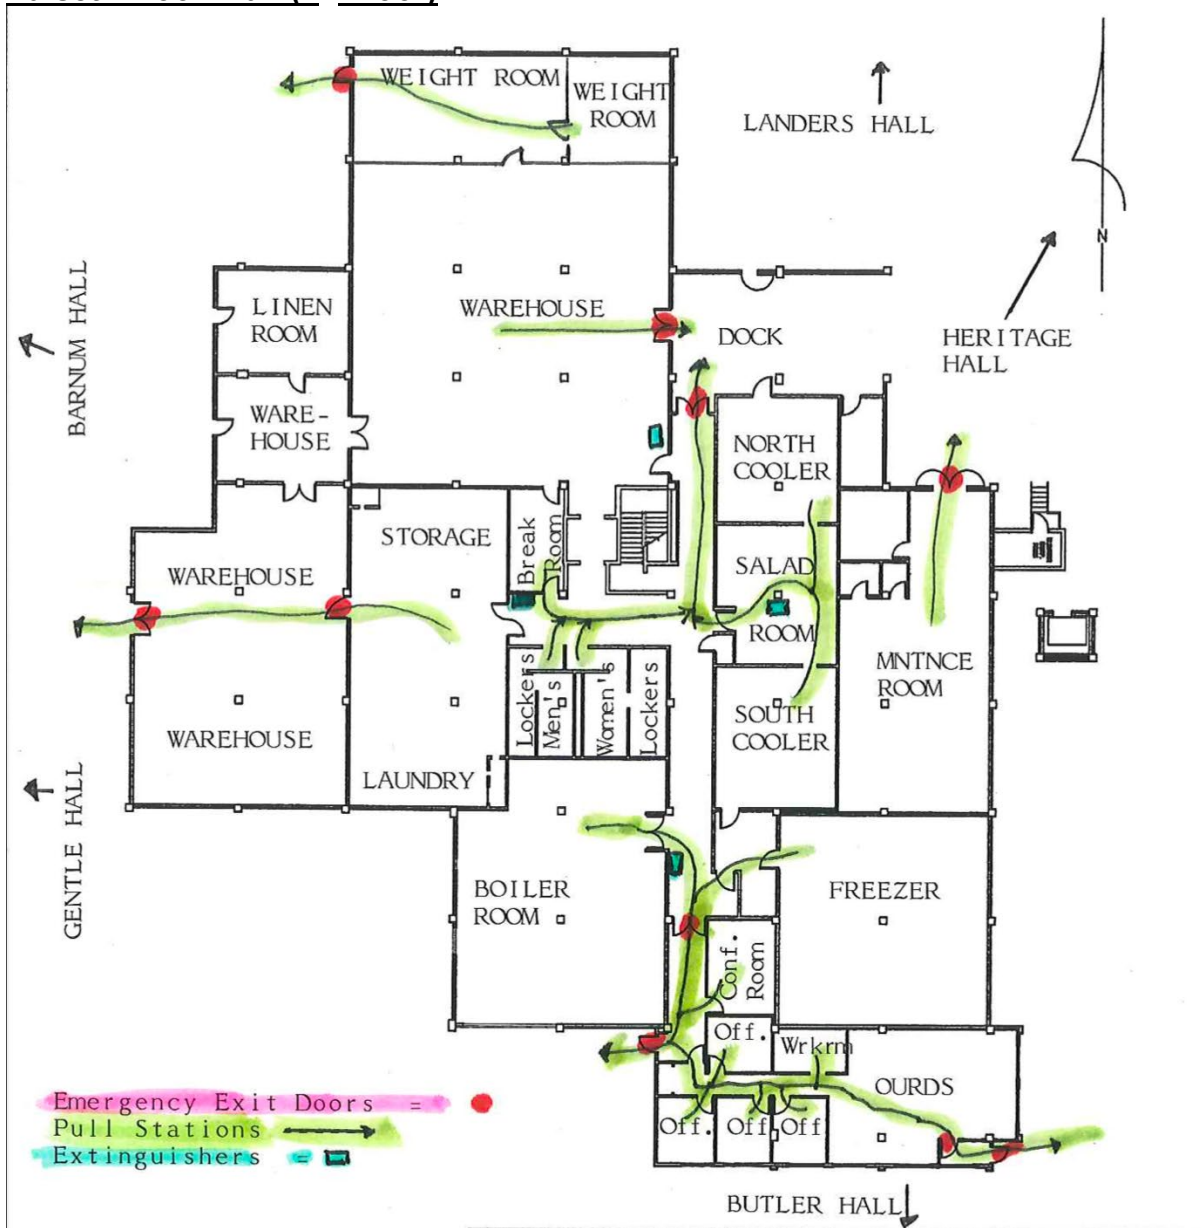 WEIGHT ROOM
WEIGHT
ROOM
LANDERS HALL
N
BARNUM HALL
LINEN
ROOM
WAREHOUSE
DOCK
HERITAGE
HALL
WARE-
HOUSE
NORTH
COOLER
STORAGE
Break
Room
SALAD
ROOM
WAREHOUSE
MNTNCE
ROOM
Lockers
Men's
Women's
Lockers
SOUTH
COOLER
WAREHOUSE
LAUNDRY
GENTLE HALL
BOILER
ROOM
FREEZER
Conf.
Room
Off.
Wrkrm
OURDS
Off.
Off
Off
Emergency Exit Doors =
Pull Stations
Extinguishers =
BUTLER HALL